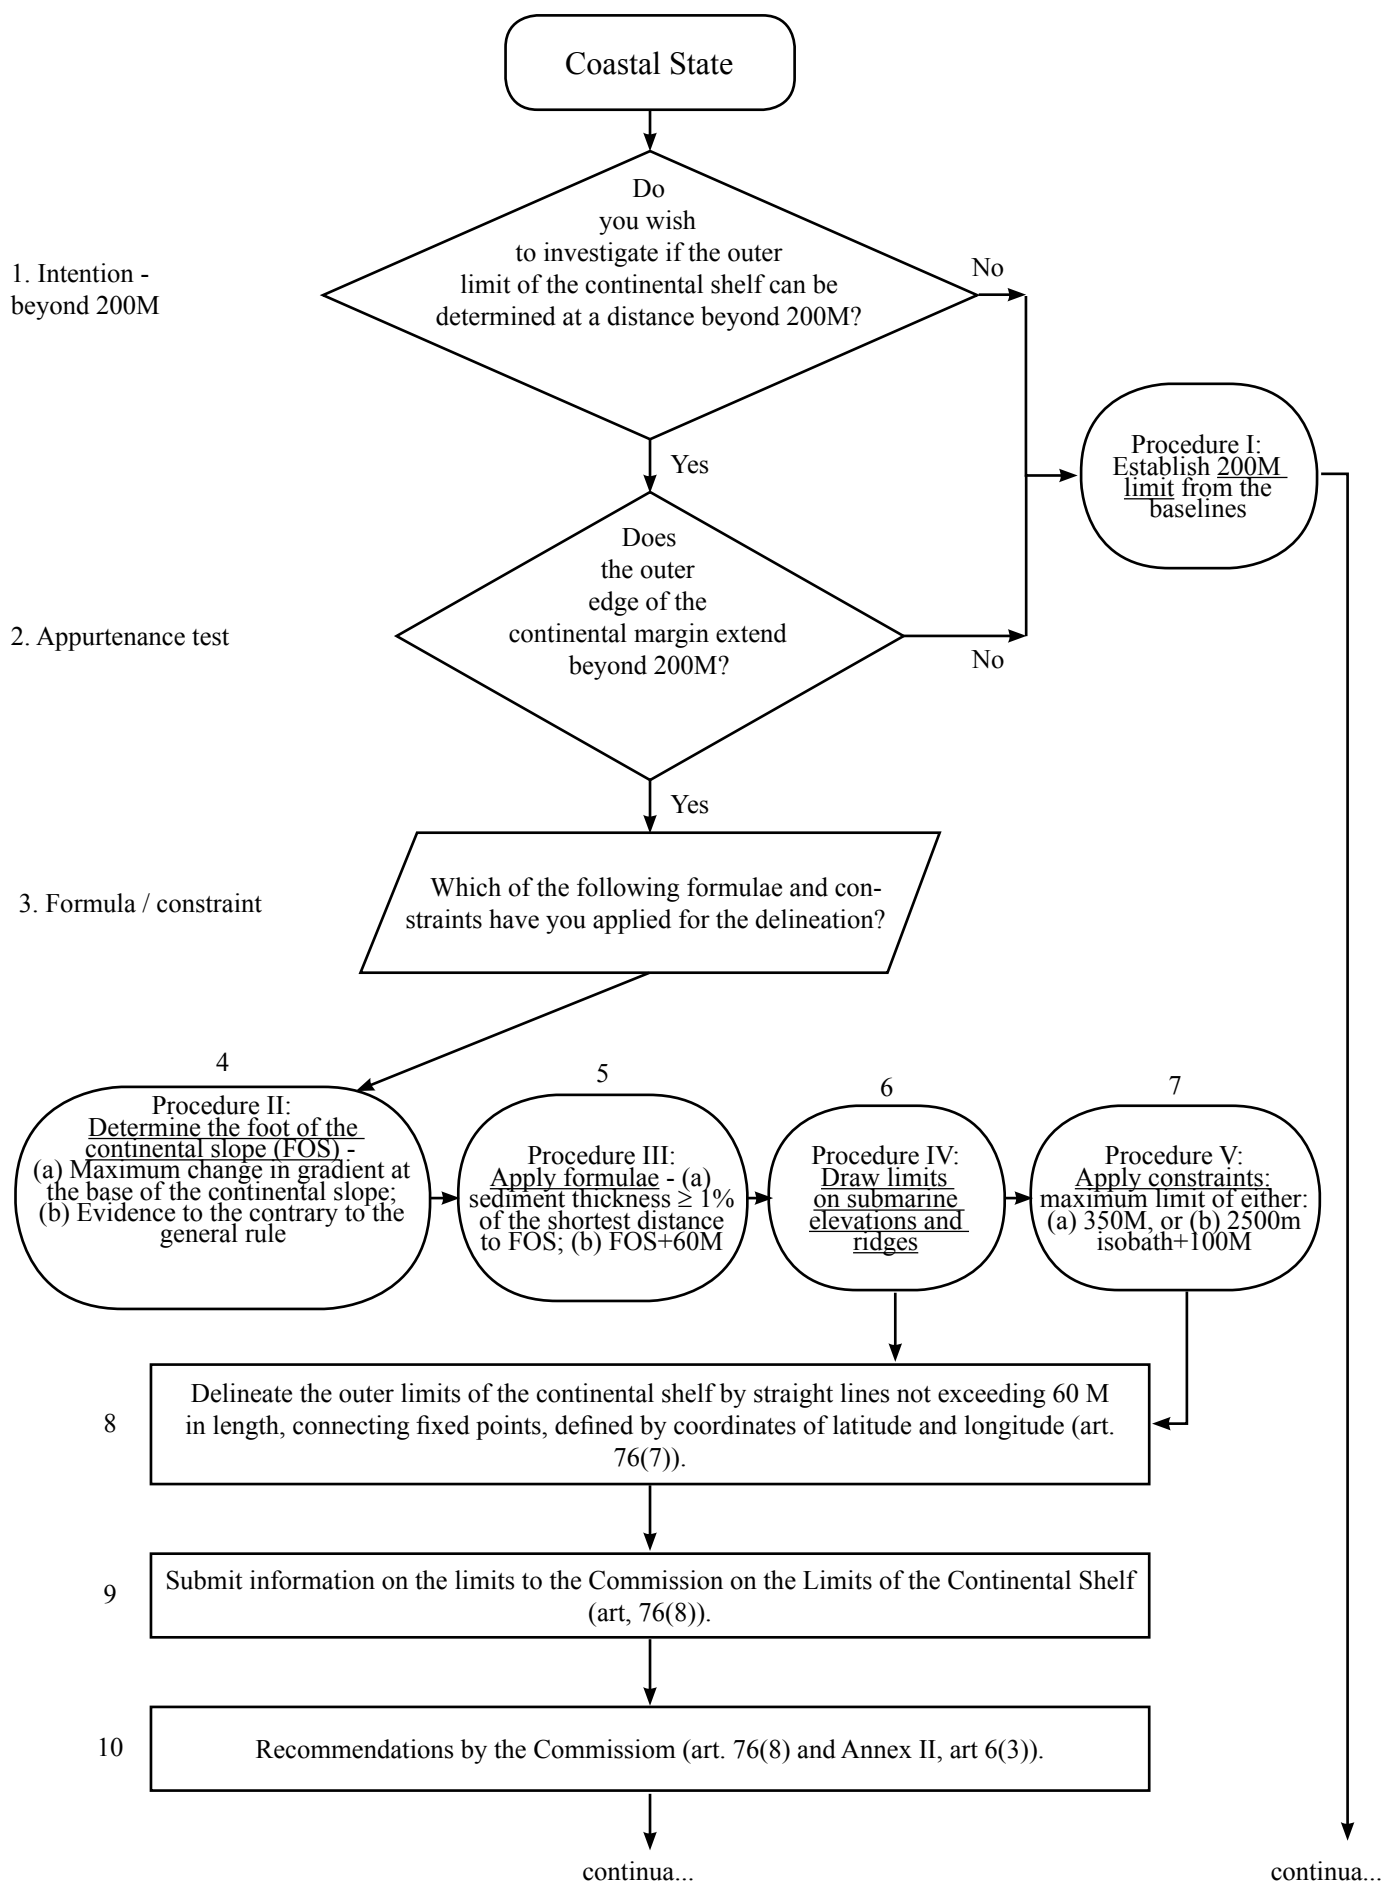 Coastal State
Do
you wish
to investigate if the outer
limit of the continental shelf can be
determined at a distance beyond 200M?
1. Intention -
beyond 200M
No
Yes
Procedure I:
Establish 200M
limit from the
baselines
Does
the outer
edge of the
continental margin extend
beyond 200M?
2. Appurtenance test
No
Yes
Which of the following formulae and con-
straints have you applied for the delineation?
3. Formula / constraint
4
Procedure II:
Determine the foot of the
continental slope (FOS) -
(a) Maximum change in gradient at
the base of the continental slope;
(b) Evidence to the contrary to the
general rule
5
Procedure III:
Apply formulae - (a)
sediment thickness ≥ 1%
of the shortest distance
to FOS; (b) FOS+60M
6
Procedure IV:
Draw limits
on submarine
elevations and
ridges
7
Procedure V:
Apply constraints:
maximum limit of either:
(a) 350M, or (b) 2500m
isobath+100M
8
Delineate the outer limits of the continental shelf by straight lines not exceeding 60 M
in length, connecting fixed points, defined by coordinates of latitude and longitude (art.
76(7)).
9
Submit information on the limits to the Commission on the Limits of the Continental Shelf
(art, 76(8)).
10
Recommendations by the Commissiom (art. 76(8) and Annex II, art 6(3)).
continua...
continua...